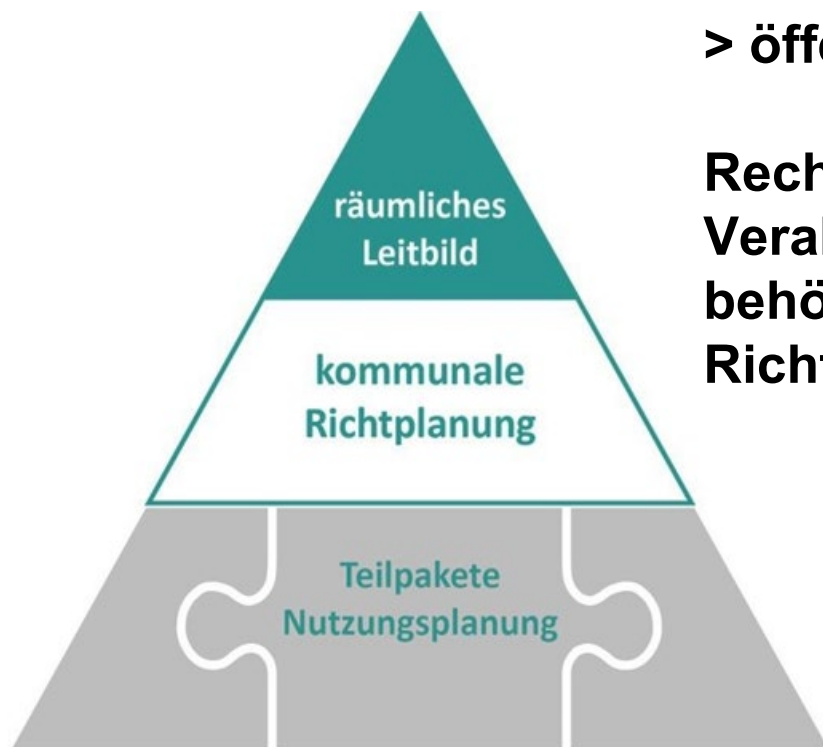 räumliches
Leitbild
kommunale
Richtplanung
Teilpakete
Nutzungsplanung
>